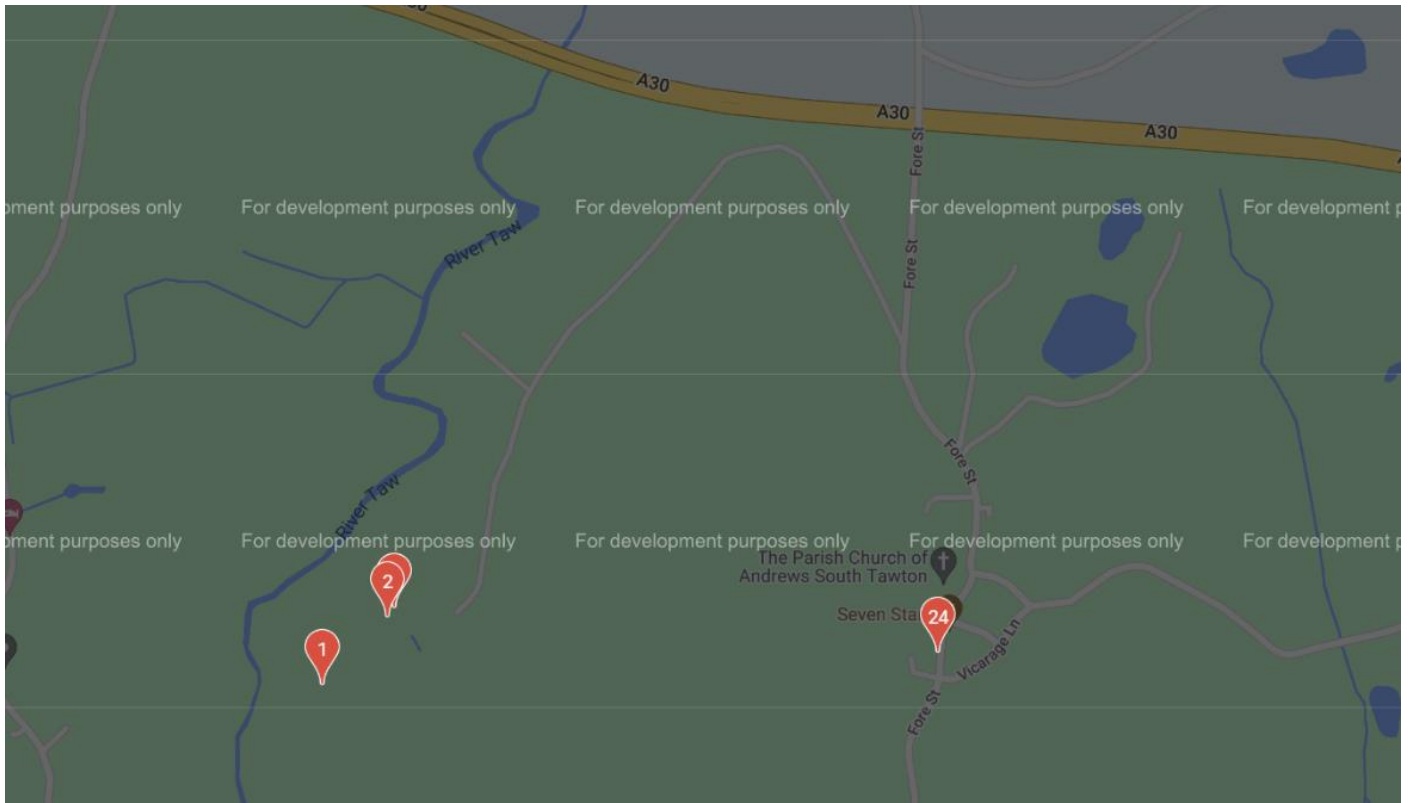 A30
A30
A30
Fore St
opment purposes only
For development purposes only
For development purposes only
For development purposes only
For development p
River Taw
Fore St
Fore St
River Taw
opment purposes only
For development purposes only
For development purposes only
For development purposes only
For development p
The Parish Church of
Andrews South Tawton
2
Seven Sta
24
1
Vicarage Ln
Fore St